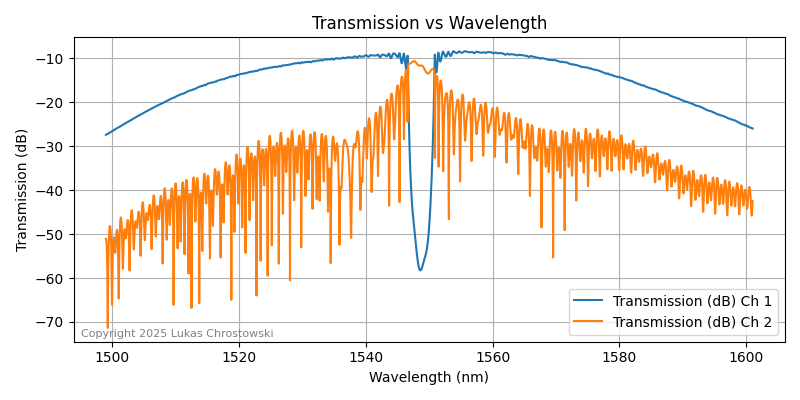 Transmission vs Wavelength
Transmission (dB)
−10
−20
−30
−40
−50
−60
−70
Copyright 2025 Lukas Chrostowski
Transmission (dB) Ch 1
Transmission (dB) Ch 2
1500 1520 1540 1560 1580 1600
Wavelength (nm)